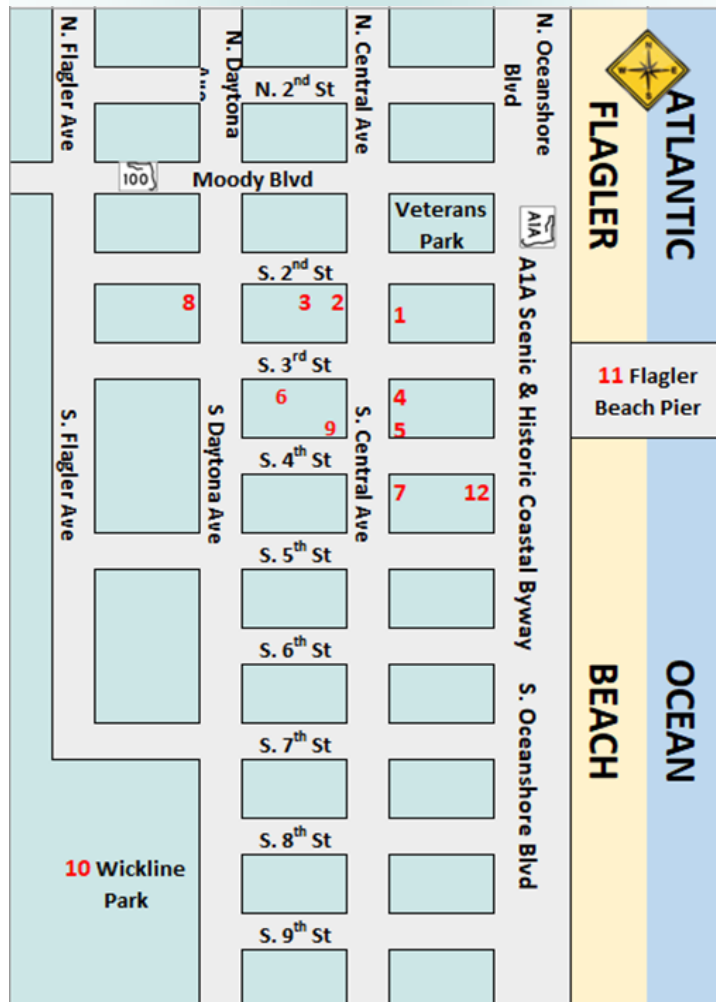 N. Flagler Ave
N. Daytona
Ave
N. Central Ave
N. Oceanshore
Blvd
N
E
S
W
N. 2nd St
100
Moody Blvd
Veterans
Park
A1A
FLAGLER
ATLANTIC
S. 2nd St
8
3
2
1
A1A Scenic & Historic Coastal Byway
S. 3rd St
11 Flagler
Beach Pier
6
4
9
5
S. Flagler Ave
S Daytona Ave
S. Central Ave
S. 4th St
7
12
S. 5th St
S. 6th St
BEACH
OCEAN
S. Oceanshore Blvd
S. 7th St
S. 8th St
10 Wickline
Park
S. 9th St